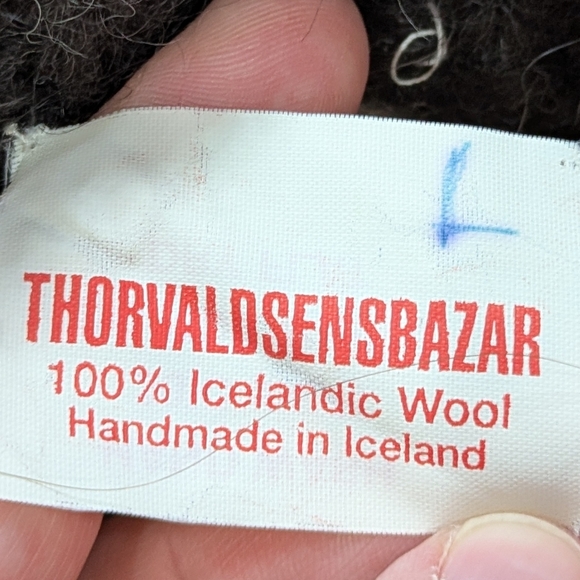 L
THORVALDSENSBAZAR
100% Icelandic Wool
Handmade in Iceland